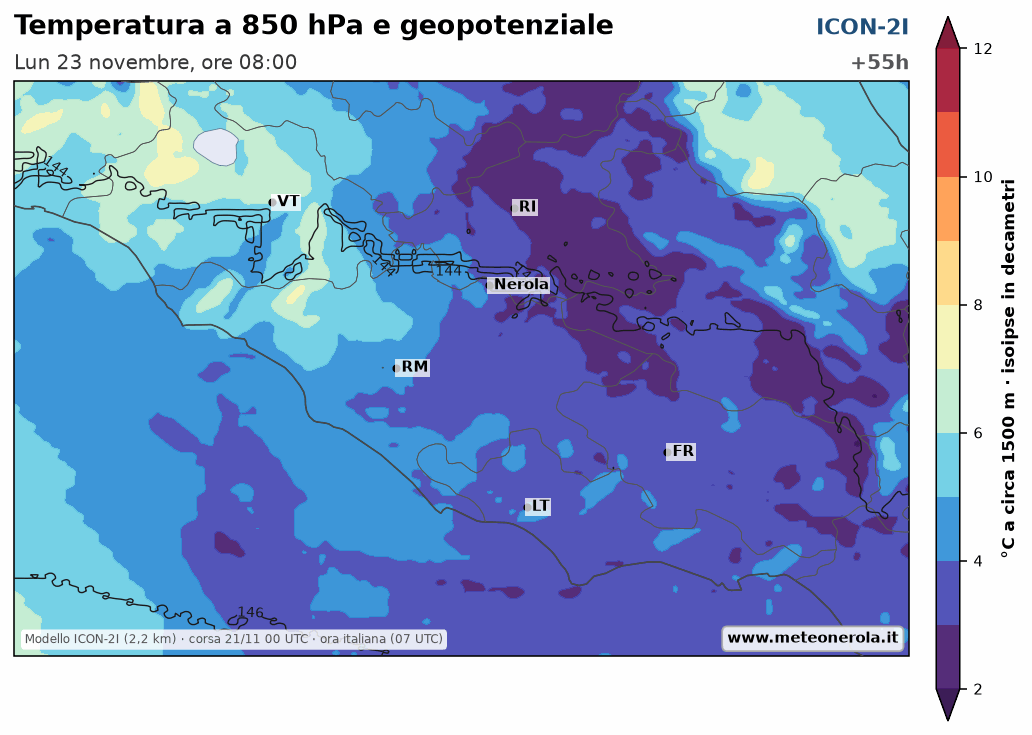 Temperatura a 850 hPa e geopotenziale
ICON-2I
Lun 23 novembre, ore 08:00
+55h
144
VT
RI
144
Nerola
RM
FR
LT
146
Modello ICON-2I (2,2 km) · corsa 21/11 00 UTC · ora italiana (07 UTC)
www.meteonerola.it
12
10
8
6
4
2
°C a circa 1500 m · isoipse in decametri